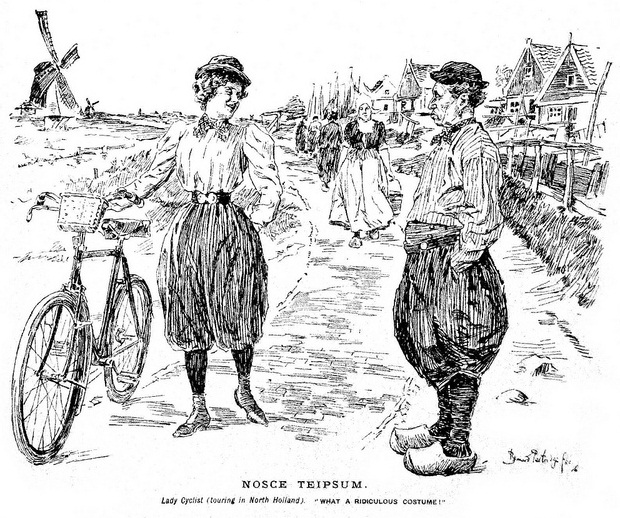 NOSCE TEIPSUM.
Lady Cyclist (touring in North Holland). "WHAT A RIDICULOUS COSTUME!"